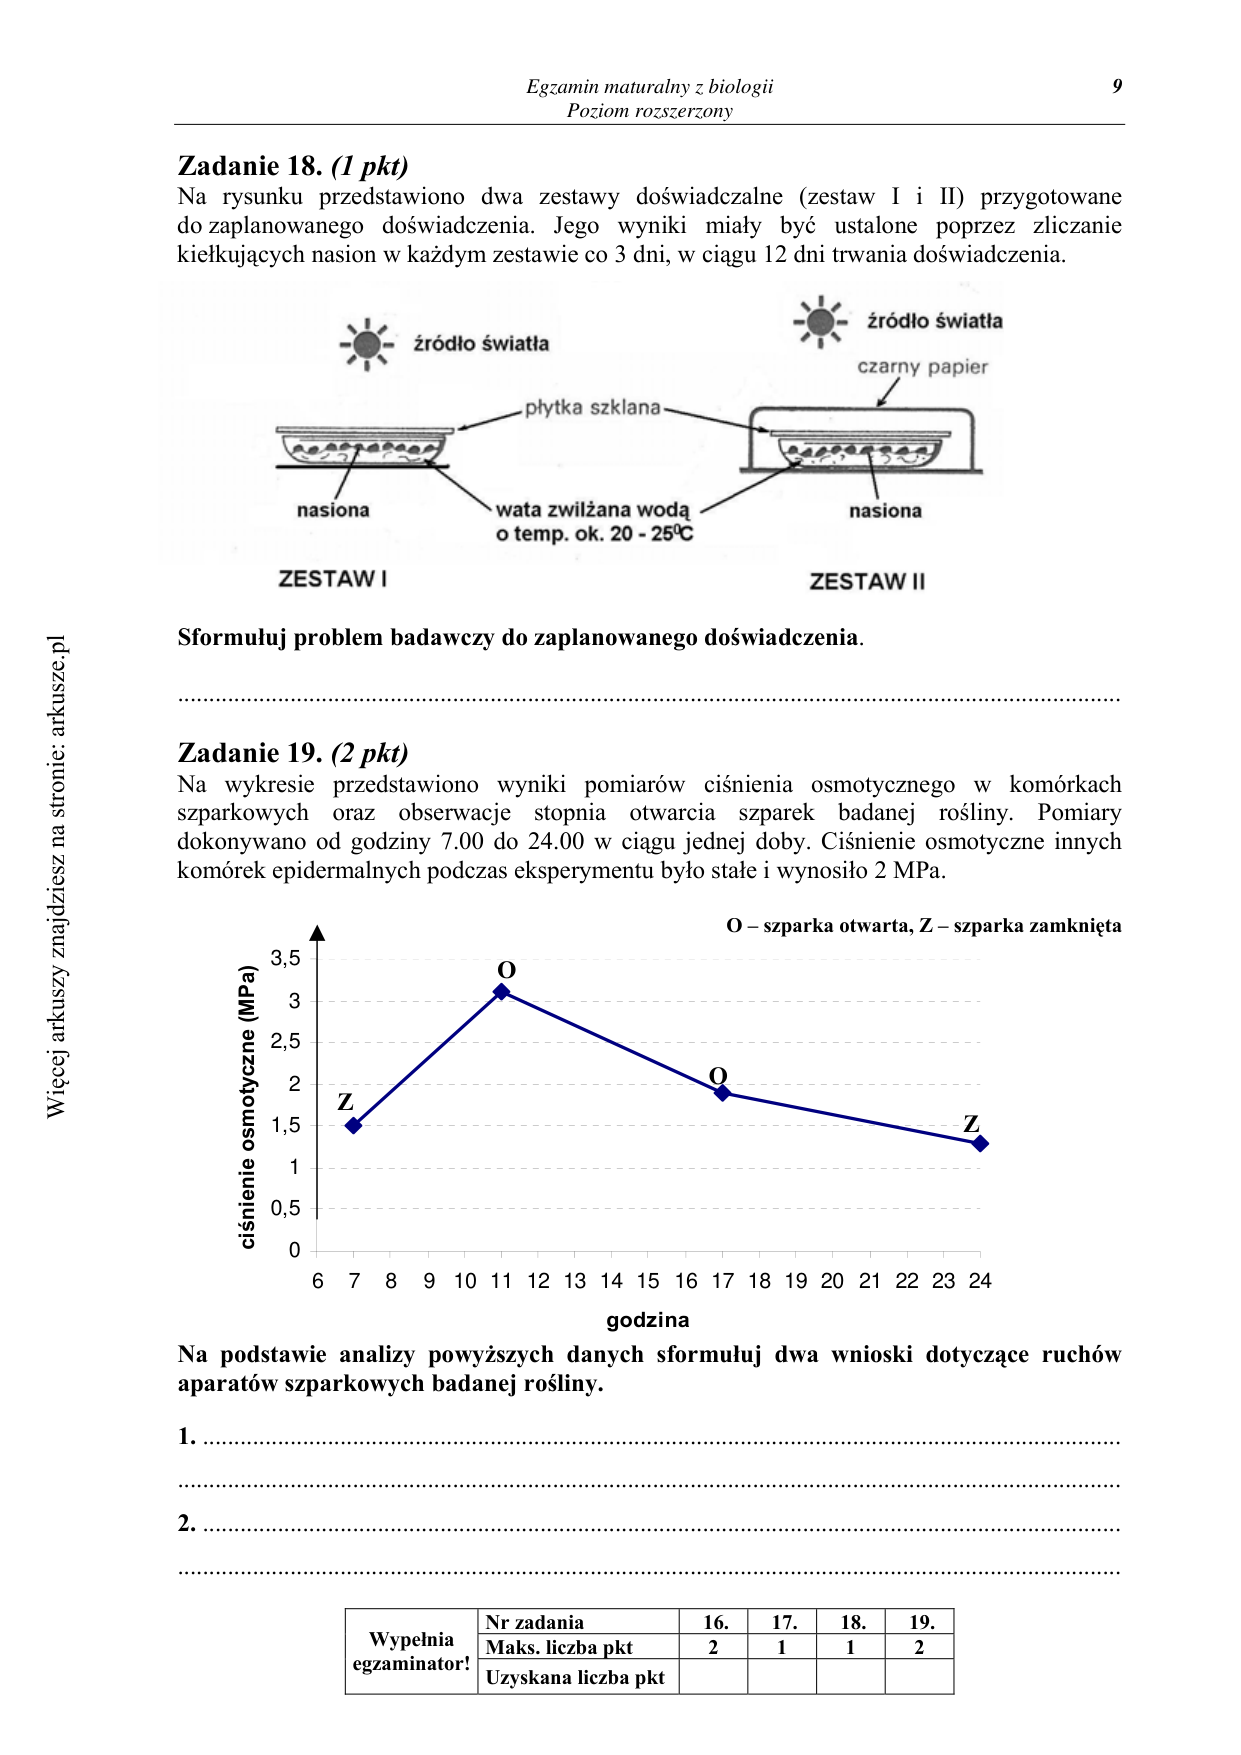 Egzamin maturalny z biologii
Poziom rozszerzony
9
Zadanie 18. (1 pkt)
Na rysunku przedstawiono dwa zestawy doświadczalne (zestaw I i II) przygotowane
do zaplanowanego doświadczenia. Jego wyniki miały być ustalone poprzez zliczanie
kiełkujących nasion w każdym zestawie co 3 dni, w ciągu 12 dni trwania doświadczenia.
źródło światła
źródło światła
czarny papier
płytka szklana
nasiona
wata zwilżana wodą
o temp. ok. 20 - 25⁰C
nasiona
ZESTAW I
ZESTAW II
Sformułuj problem badawczy do zaplanowanego doświadczenia.
Zadanie 19. (2 pkt)
Na wykresie przedstawiono wyniki pomiarów ciśnienia osmotycznego w komórkach
szparkowych oraz obserwacje stopnia otwarcia szparek badanej rośliny. Pomiary
dokonywano od godziny 7.00 do 24.00 w ciągu jednej doby. Ciśnienie osmotyczne innych
komórek epidermalnych podczas eksperymentu było stałe i wynosiło 2 MPa.
O – szparka otwarta, Z – szparka zamknięta
ciśnienie osmotyczne (MPa)
3,5
3
2,5
2
1,5
1
0,5
0
Z
O
O
Z
6 7 8 9 10 11 12 13 14 15 16 17 18 19 20 21 22 23 24
godzina
Na podstawie analizy powyższych danych sformułuj dwa wnioski dotyczące ruchów
aparatów szparkowych badanej rośliny.
1.
2.
Wypełnia
egzaminator!
Nr zadania 16. 17. 18. 19.
Maks. liczba pkt 2 1 1 2
Uzyskana liczba pkt
Więcej arkuszy znajdziesz na stronie: arkusze.pl